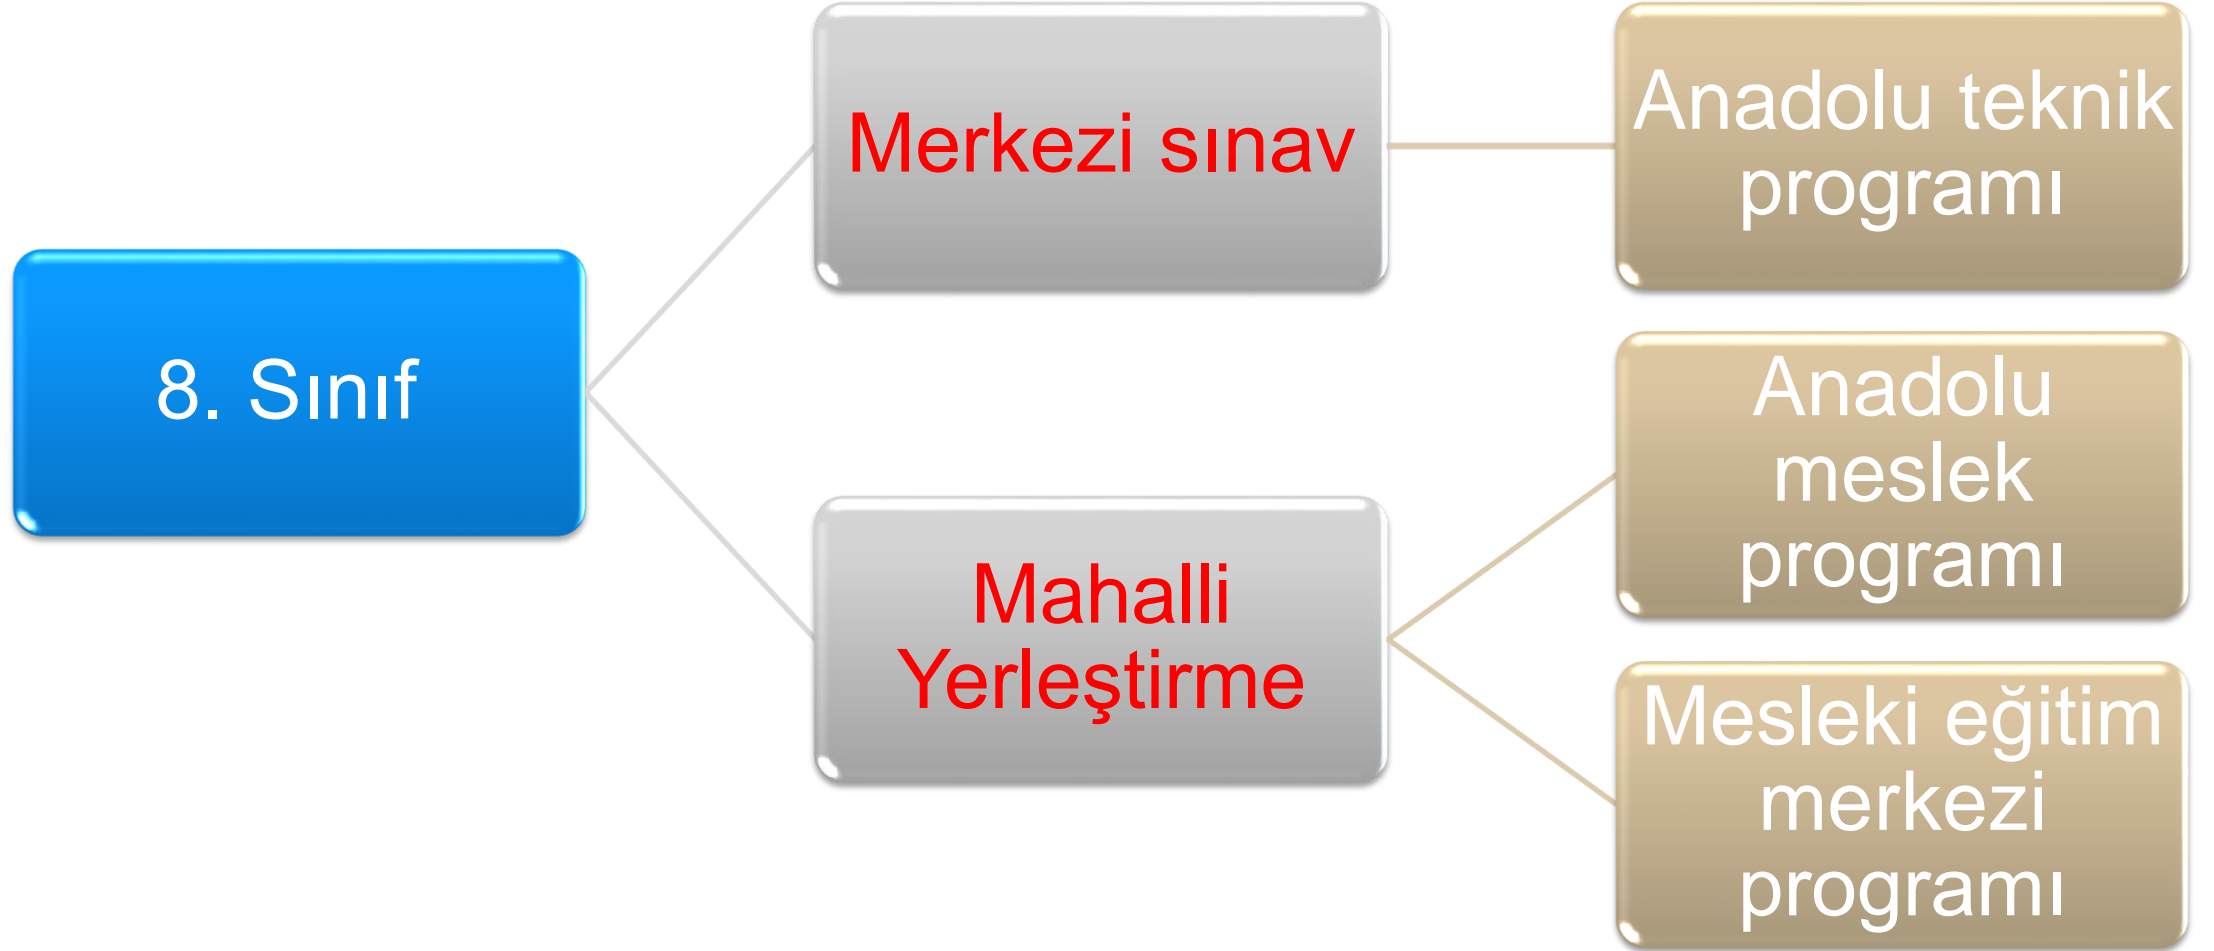 8. Sınıf
Merkezi sınav
Anadolu teknik
programı
Mahalli
Yerleştirme
Anadolu
meslek
programı
Mesleki eğitim
merkezi
programı